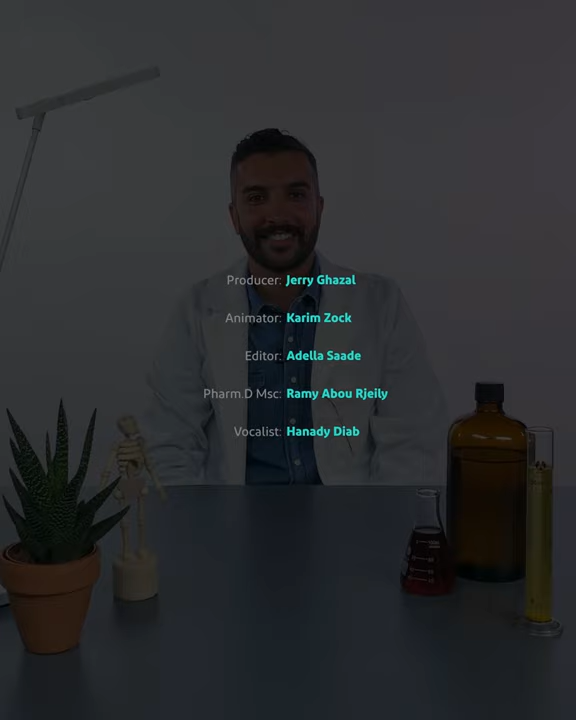 Producer: Jerry Ghazal
Animator: Karim Zock
Editor: Adella Saade
Pharm.D Msc: Ramy Abou Rjeily
Vocalist: Hanady Diab